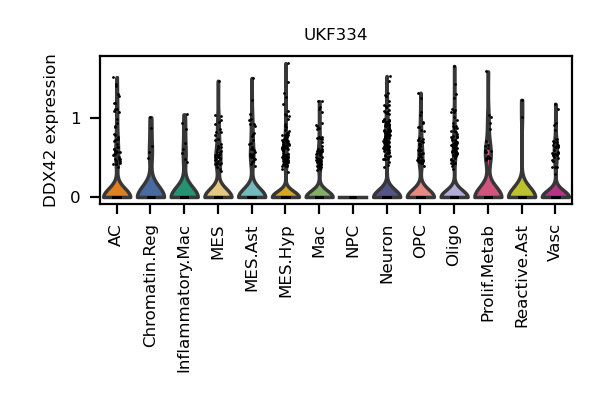 UKF334
DDX42 expression
1
0
AC
Chromatin.Reg
Inflammatory.Mac
MES
MES.Ast
MES.Hyp
Mac
NPC
Neuron
OPC
Oligo
Prolif.Metab
Reactive.Ast
Vasc